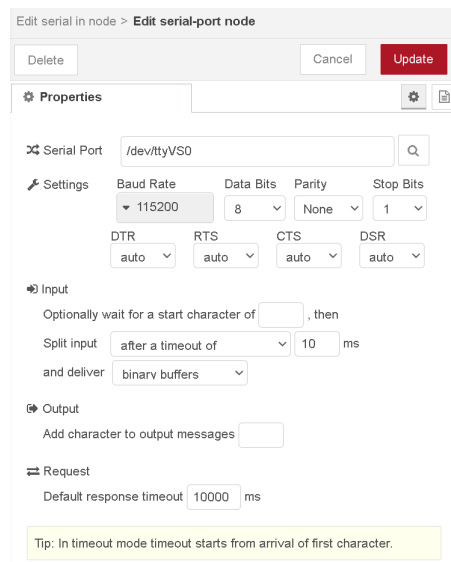 Edit serial in node > Edit serial-port node
Delete Cancel Update
Properties
Serial Port /dev/ttyVS0
Settings Baud Rate Data Bits Parity Stop Bits
115200 8 None 1
DTR RTS CTS DSR
auto auto auto auto
Input
Optionally wait for a start character of , then
Split input after a timeout of 10 ms
and deliver binary buffers
Output
Add character to output messages
Request
Default response timeout 10000 ms
Tip: In timeout mode timeout starts from arrival of first character.